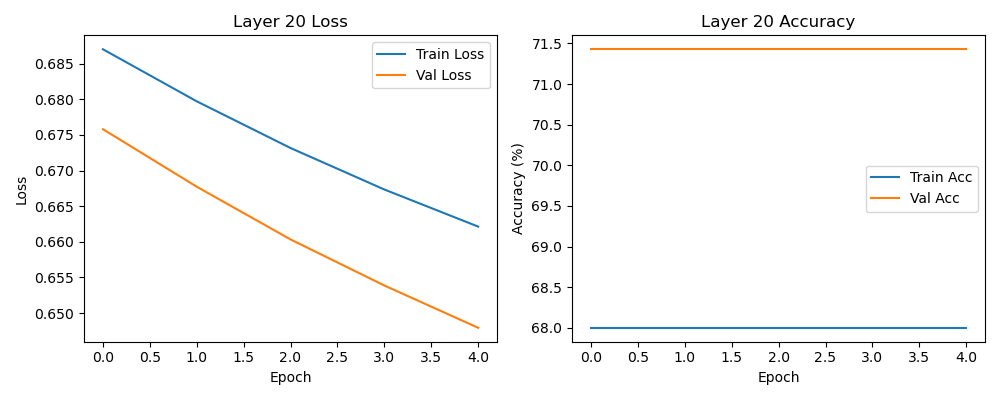 Layer 20 Loss
Train Loss
Val Loss
0.685
0.680
0.675
0.670
0.665
0.660
0.655
0.650
Loss
0.0 0.5 1.0 1.5 2.0 2.5 3.0 3.5 4.0
Epoch
Layer 20 Accuracy
71.5
71.0
70.5
70.0
69.5
69.0
68.5
68.0
Accuracy (%)
Train Acc
Val Acc
0.0 0.5 1.0 1.5 2.0 2.5 3.0 3.5 4.0
Epoch